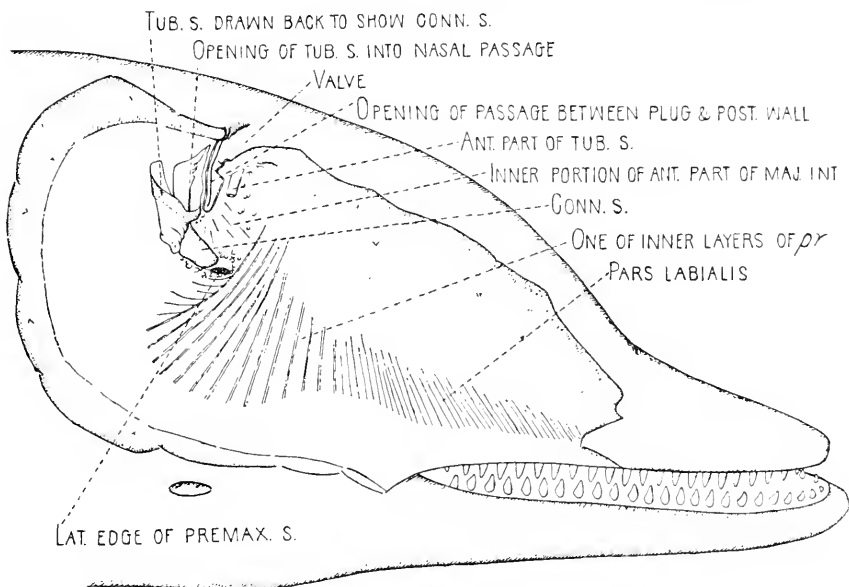 TUB. S. DRAWN BACK TO SHOW CONN. S.
OPENING OF TUB. S. INTO NASAL PASSAGE
VALVE
OPENING OF PASSAGE BETWEEN PLUG & POST. WALL
ANT. PART OF TUB. S.
INNER PORTION OF ANT. PART OF MAJ. INT
CONN. S.
ONE OF INNER LAYERS OF pr
PARS LABIALIS
LAT. EDGE OF PREMAX. S.